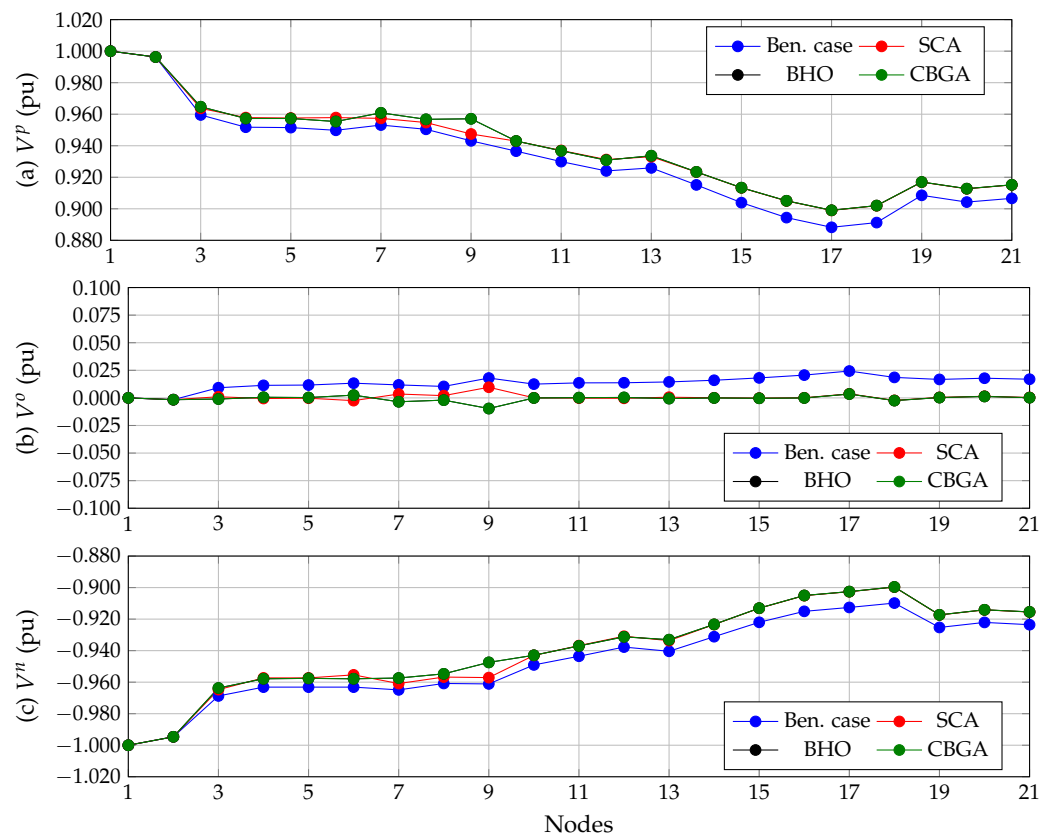 (a) V^p (pu)
1.020
1.000
0.980
0.960
0.940
0.920
0.900
0.880
Ben. case SCA
BHO CBGA
1 3 5 7 9 11 13 15 17 19 21
(b) V^o (pu)
0.100
0.075
0.050
0.025
0.000
−0.025
−0.050
−0.075
−0.100
Ben. case SCA
BHO CBGA
1 3 5 7 9 11 13 15 17 19 21
(c) V^n (pu)
−0.880
−0.900
−0.920
−0.940
−0.960
−0.980
−1.000
−1.020
Ben. case SCA
BHO CBGA
1 3 5 7 9 11 13 15 17 19 21
Nodes